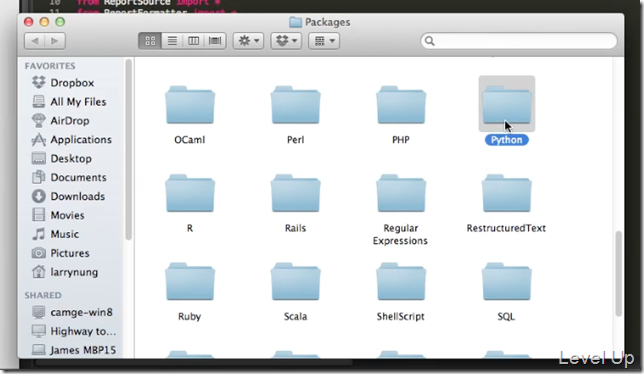 10 from ReportSource import *
11 from ReportFormatter import *
Packages
FAVORITES
Dropbox
All My Files
AirDrop
Applications
Desktop
Documents
Downloads
Movies
Music
Pictures
larrynung
SHARED
camge-win8
Highway to...
James MBP15
OCaml
Perl
PHP
Python
R
Rails
Regular
Expressions
RestructuredText
Ruby
Scala
ShellScript
SQL
Level Up